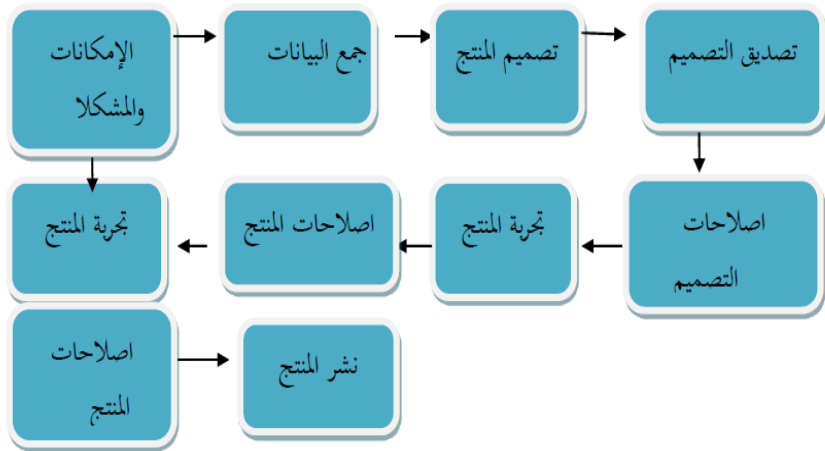 الإمكانات
والمشكلا
جمع البيانات
تصميم المنتج
تصديق التصميم
اصلاحات
التصميم
تجربة المنتج
اصلاحات المنتج
تجربة المنتج
اصلاحات
المنتج
نشر المنتج